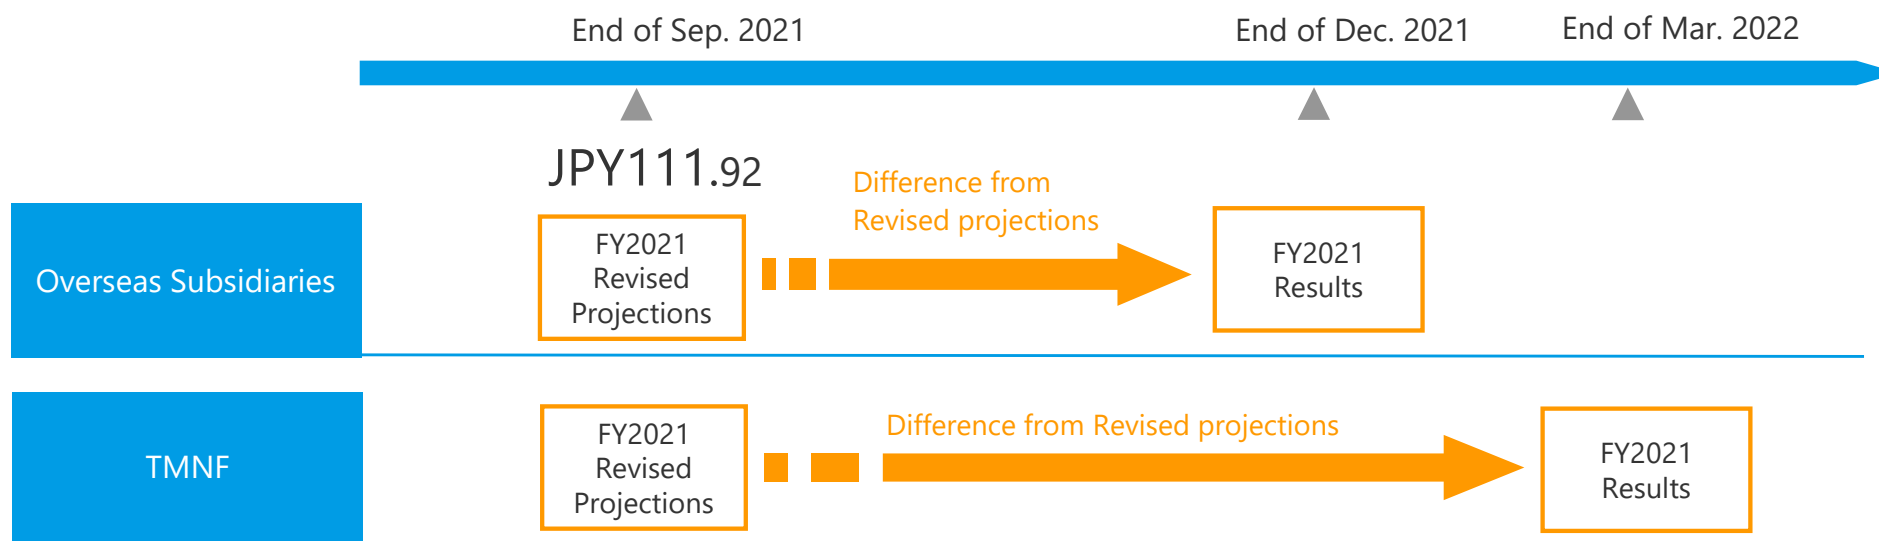 End of Sep. 2021
End of Dec. 2021
End of Mar. 2022
JPY111.92
Difference from
Revised projections
Overseas Subsidiaries
FY2021
Revised
Projections
FY2021
Results
TMNF
FY2021
Revised
Projections
Difference from Revised projections
FY2021
Results